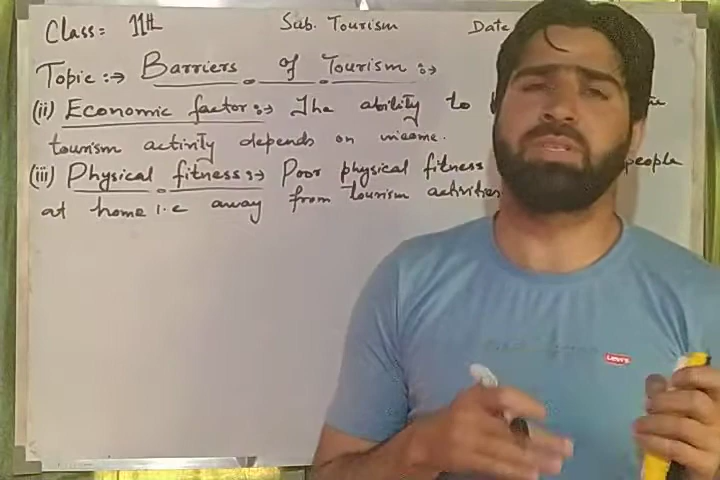 Class = 11th Sub. Tourism Date
Topic :→ Barriers of Tourism :→
(ii) Economic factor :→ The ability to
tourism activity depends on income.
(iii) Physical fitness :→ Poor physical fitness people
at home i.e away from tourism activities
Levi's